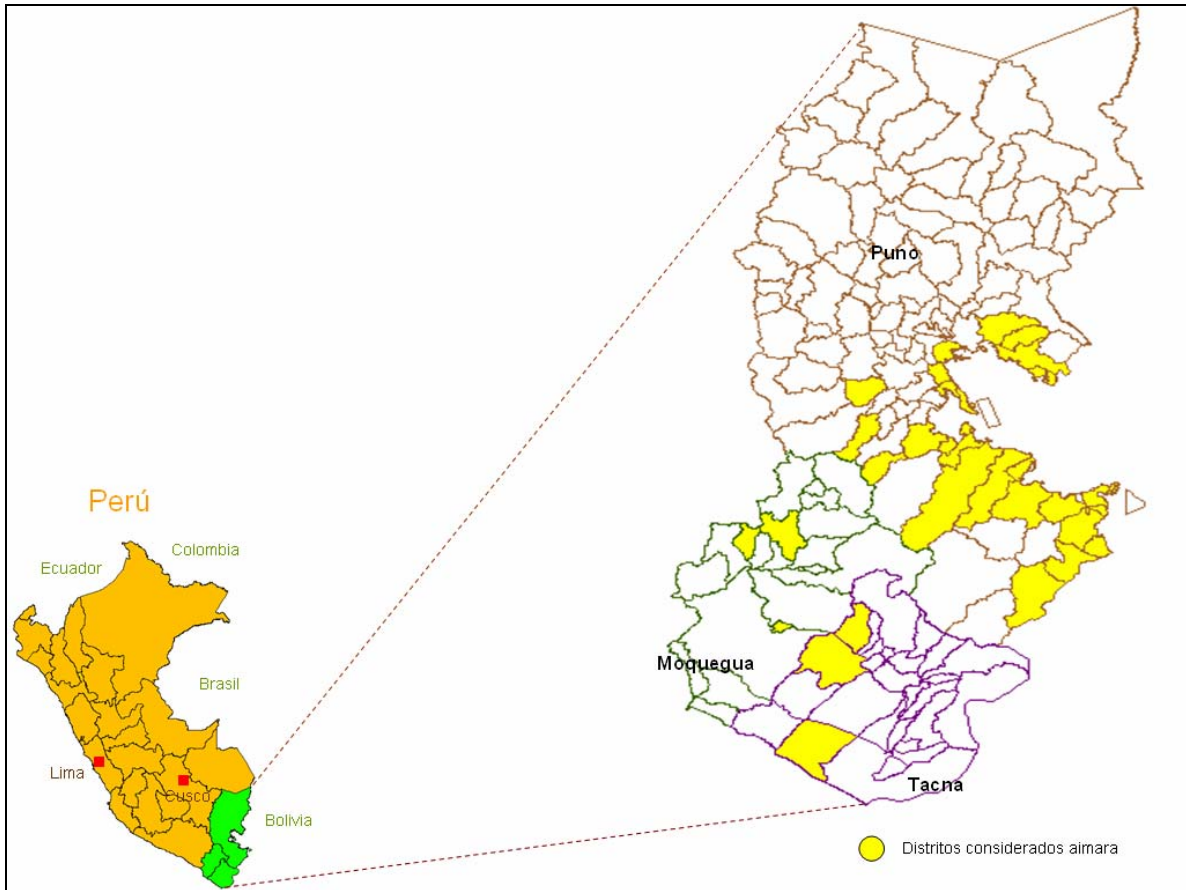 Perú
Colombia
Ecuador
Brasil
Lima
Cusco
Bolivia
Puno
Moquegua
Tacna
Distritos considerados aimara